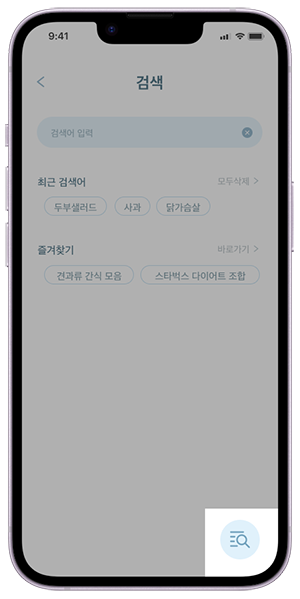 9:41
검색
검색어 입력
최근 검색어 모두삭제 >
두부샐러드 사과 닭가슴살
즐겨찾기 바로가기 >
견과류 간식 모음 스타벅스 다이어트 조합